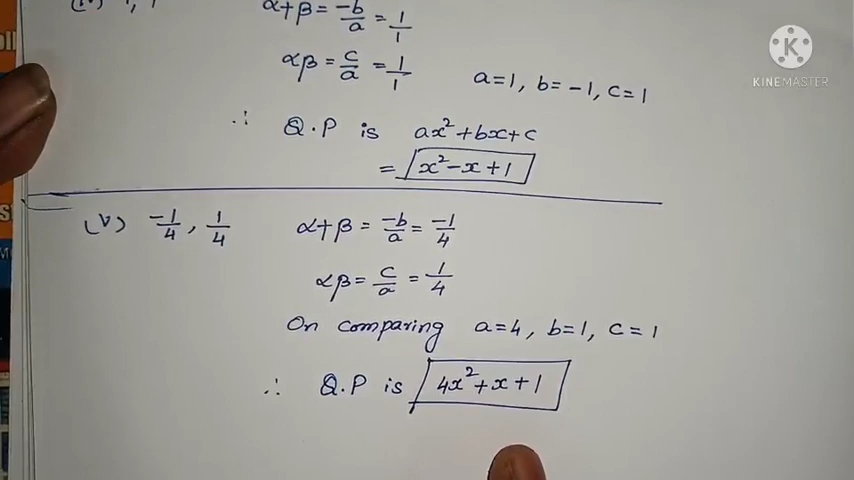 α+β = -b/a = 1/1
αβ = c/a = 1/1
a=1, b= -1, c=1
∴ Q.P is ax²+bx+c
= x²-x+1
(v) -1/4, 1/4 α+β = -b/a = -1/4
αβ = c/a = 1/4
On comparing a=4, b=1, c=1
∴ Q.P is 4x²+x+1
KINEMASTER